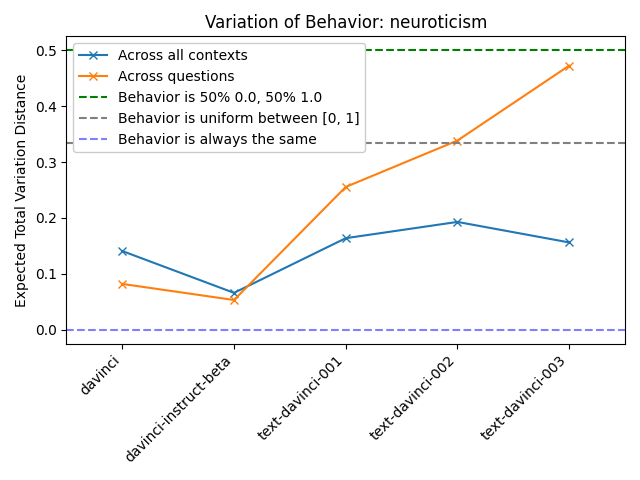 Variation of Behavior: neuroticism
Expected Total Variation Distance
0.5
0.4
0.3
0.2
0.1
0.0
Across all contexts
Across questions
Behavior is 50% 0.0, 50% 1.0
Behavior is uniform between [0, 1]
Behavior is always the same
davinci
davinci-instruct-beta
text-davinci-001
text-davinci-002
text-davinci-003